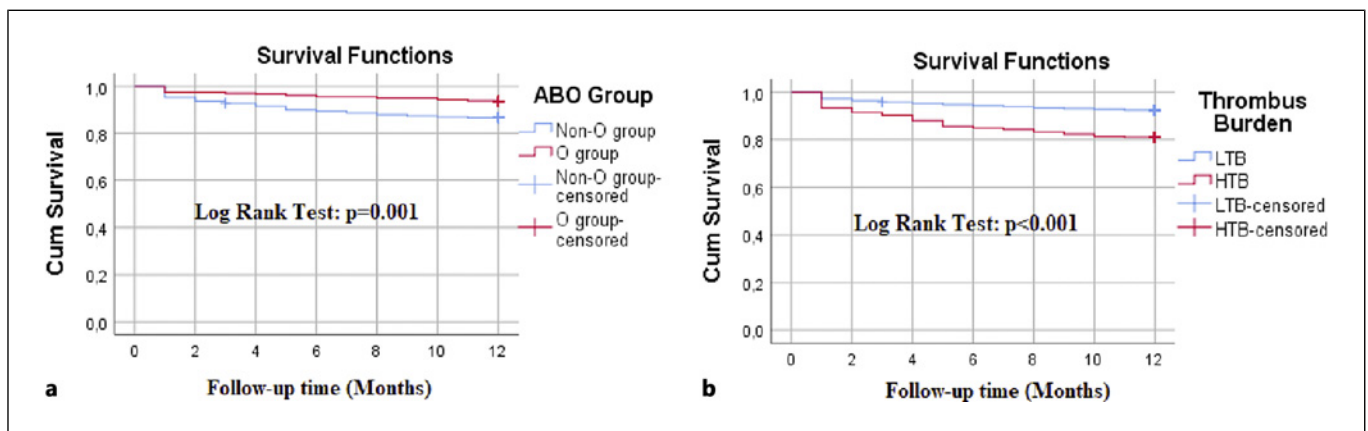 Survival Functions
Cum Survival
1,0
0,8
0,6
0,4
0,2
0,0
Log Rank Test: p=0.001
0 2 4 6 8 10 12
Follow-up time (Months)
a
ABO Group
Non-O group
O group
Non-O group-
censored
O group-
censored
Survival Functions
Cum Survival
1,0
0,8
0,6
0,4
0,2
0,0
Log Rank Test: p<0.001
0 2 4 6 8 10 12
Follow-up time (Months)
b
Thrombus
Burden
LTB
HTB
LTB-censored
HTB-censored